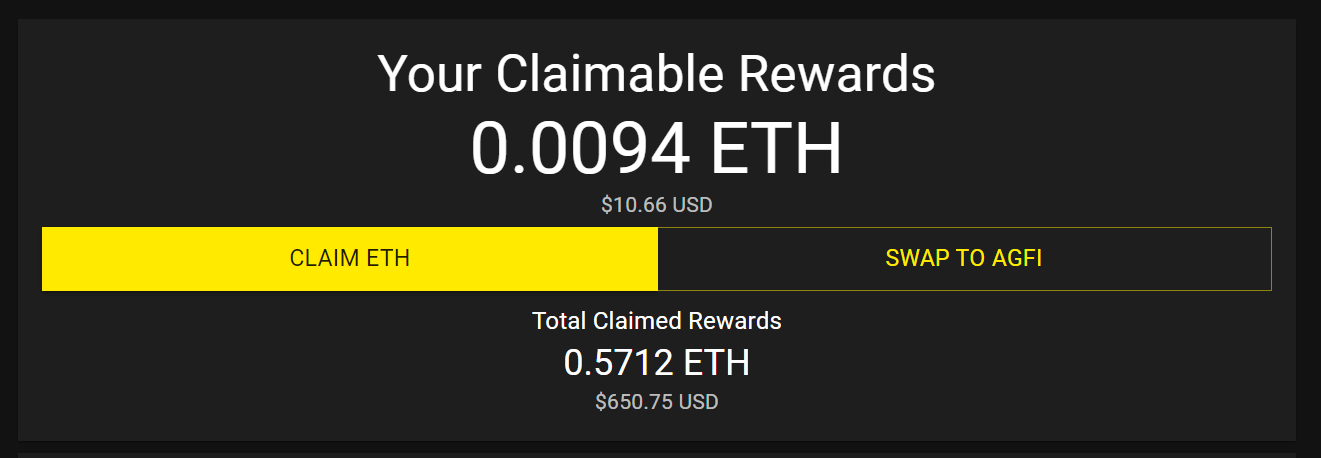 Your Claimable Rewards
0.0094 ETH
$10.66 USD
CLAIM ETH
SWAP TO AGFI
Total Claimed Rewards
0.5712 ETH
$650.75 USD